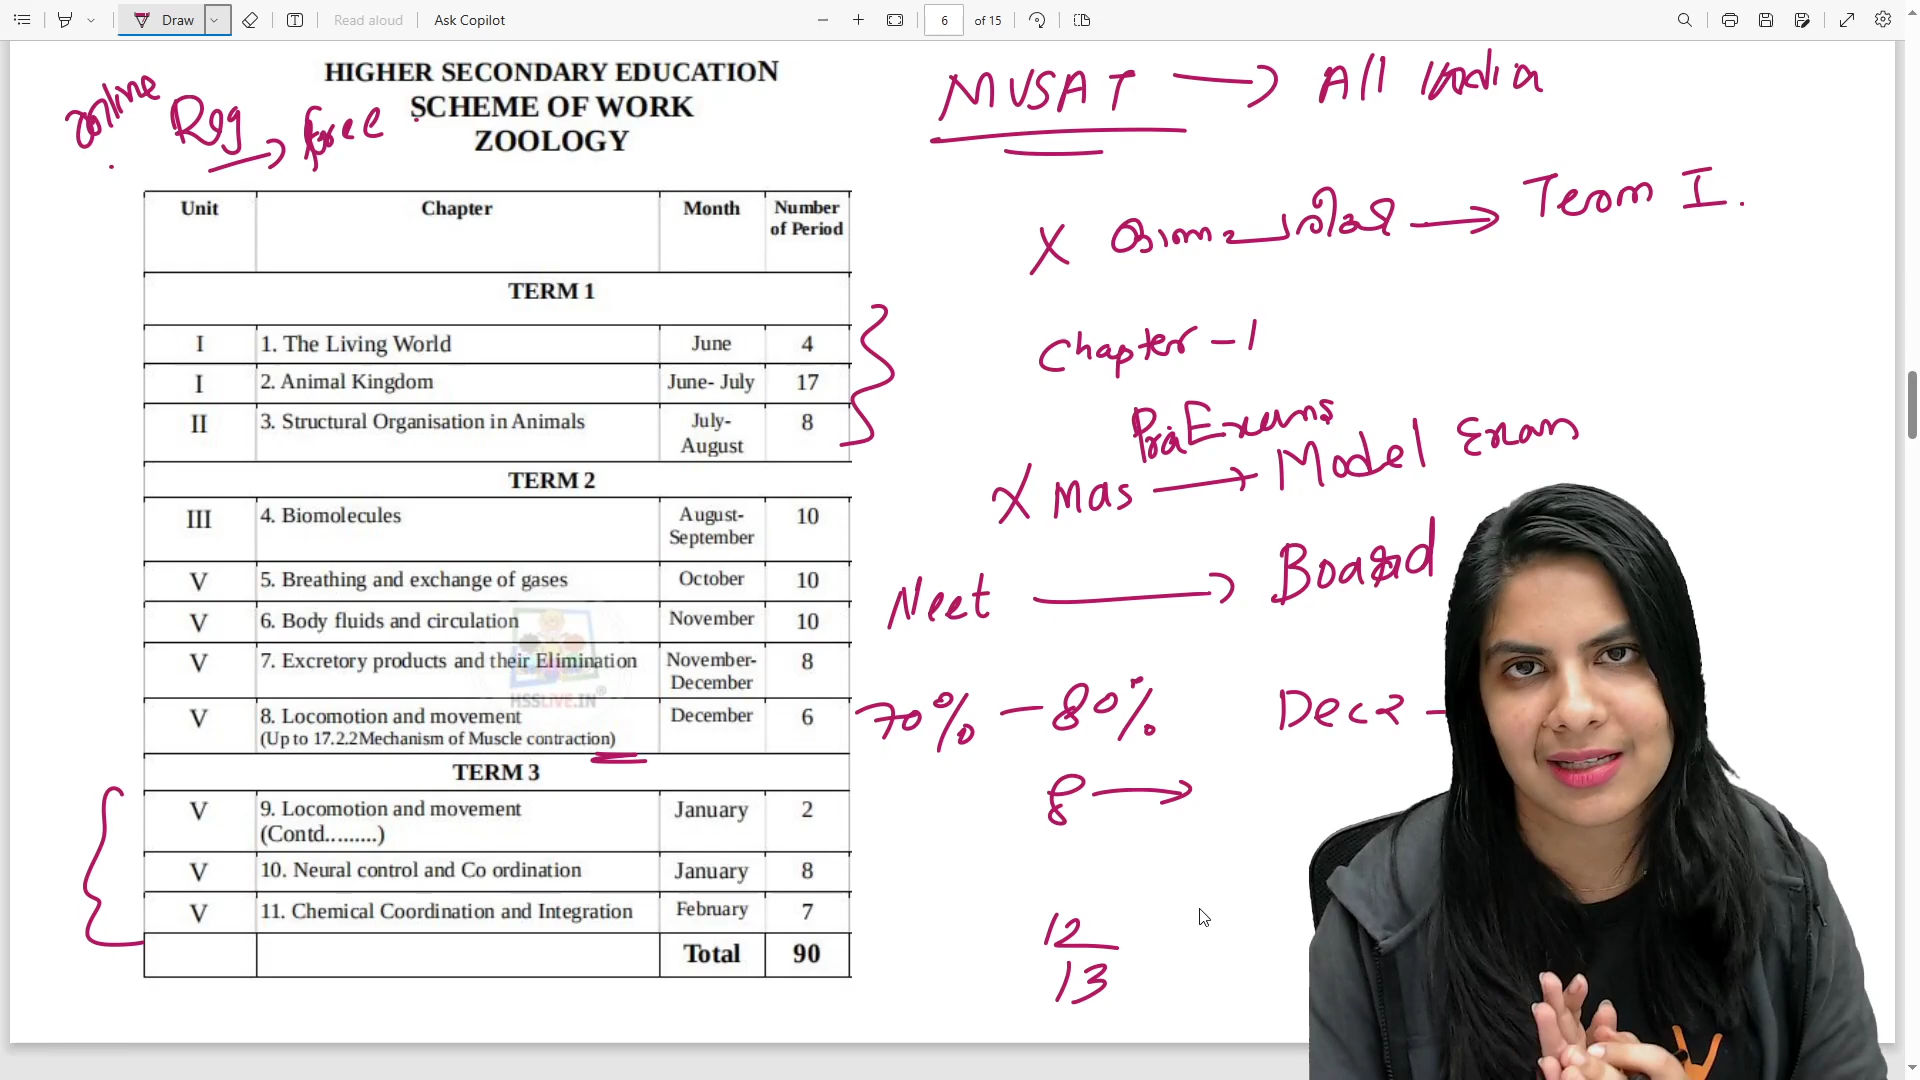 Draw
Read aloud
Ask Copilot
6 of 15
HIGHER SECONDARY EDUCATION
SCHEME OF WORK
ZOOLOGY
online
Reg → free
Unit Chapter Month Number of Period
TERM 1
I 1. The Living World June 4
I 2. Animal Kingdom June- July 17
II 3. Structural Organisation in Animals July- August 8
TERM 2
III 4. Biomolecules August- September 10
V 5. Breathing and exchange of gases October 10
V 6. Body fluids and circulation November 10
V 7. Excretory products and their Elimination November- December 8
V 8. Locomotion and movement December 6
(Up to 17.2.2Mechanism of Muscle contraction)
HSSLIVE.IN®
TERM 3
V 9. Locomotion and movement January 2
(Contd.........)
V 10. Neural control and Co ordination January 8
V 11. Chemical Coordination and Integration February 7
Total 90
MVSAT → All India
X → Term I.
Chapter - 1
X Mas → Model Exam
Neet → Board
70% - 80%
Dec
8 →
12
13